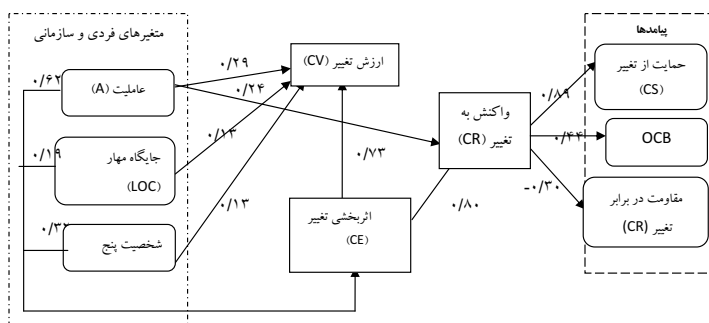 متغیرهای فردی و سازمانی
پیامدها
۰/۶۲
عاملیت (A)
۰/۲۹
ارزش تغییر (CV)
حمایت از تغییر
(CS)
۰/۲۴
۰/۸۹
واکنش به
تغییر (CR)
۰/۱۹
جایگاه مهار
(LOC)
۰/۱۳
۰/۷۳
۰/۴۴
OCB
-۰/۳۰
۰/۳۲
شخصیت پنج
۰/۱۳
اثربخشی تغییر
(CE)
۰/۸۰
مقاومت در برابر
تغییر (CR)